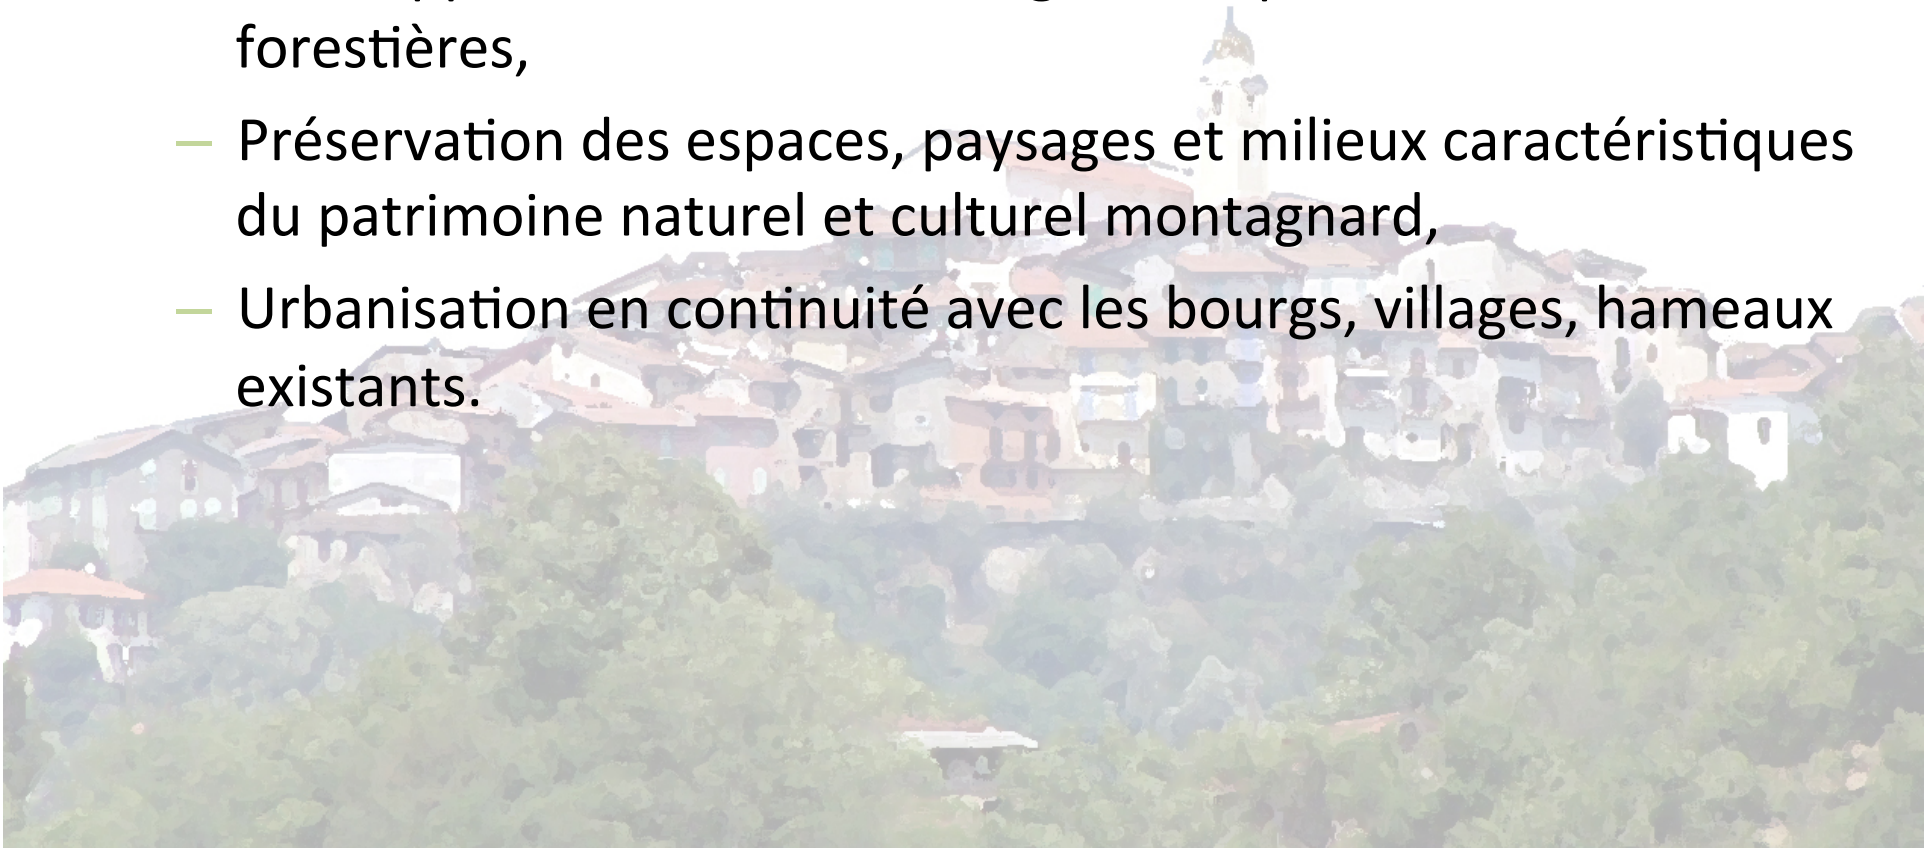 forestières,
– Préservation des espaces, paysages et milieux caractéristiques
du patrimoine naturel et culturel montagnard,
– Urbanisation en continuité avec les bourgs, villages, hameaux
existants.